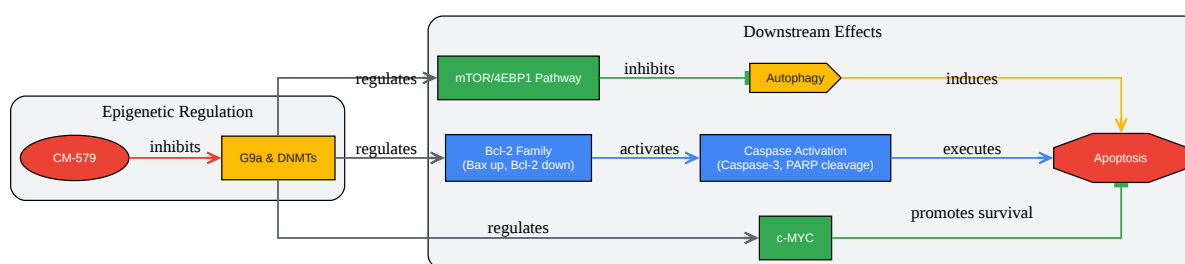 Downstream Effects
regulates
mTOR/4EBP1 Pathway
inhibits
Autophagy
induces
Epigenetic Regulation
CM-579
inhibits
G9a & DNMTs
regulates
Bcl-2 Family
(Bax up, Bcl-2 down)
activates
Caspase Activation
(Caspase-3, PARP cleavage)
executes
Apoptosis
regulates
c-MYC
promotes survival